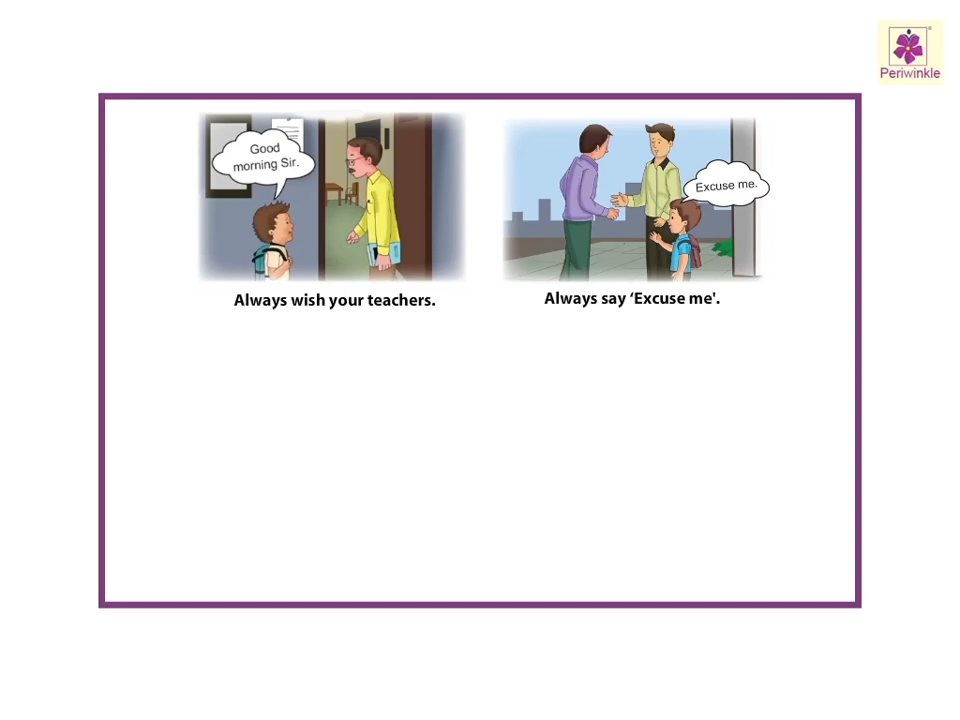 Periwinkle
Good
morning Sir.
Excuse me.
Always wish your teachers.
Always say ‘Excuse me'.